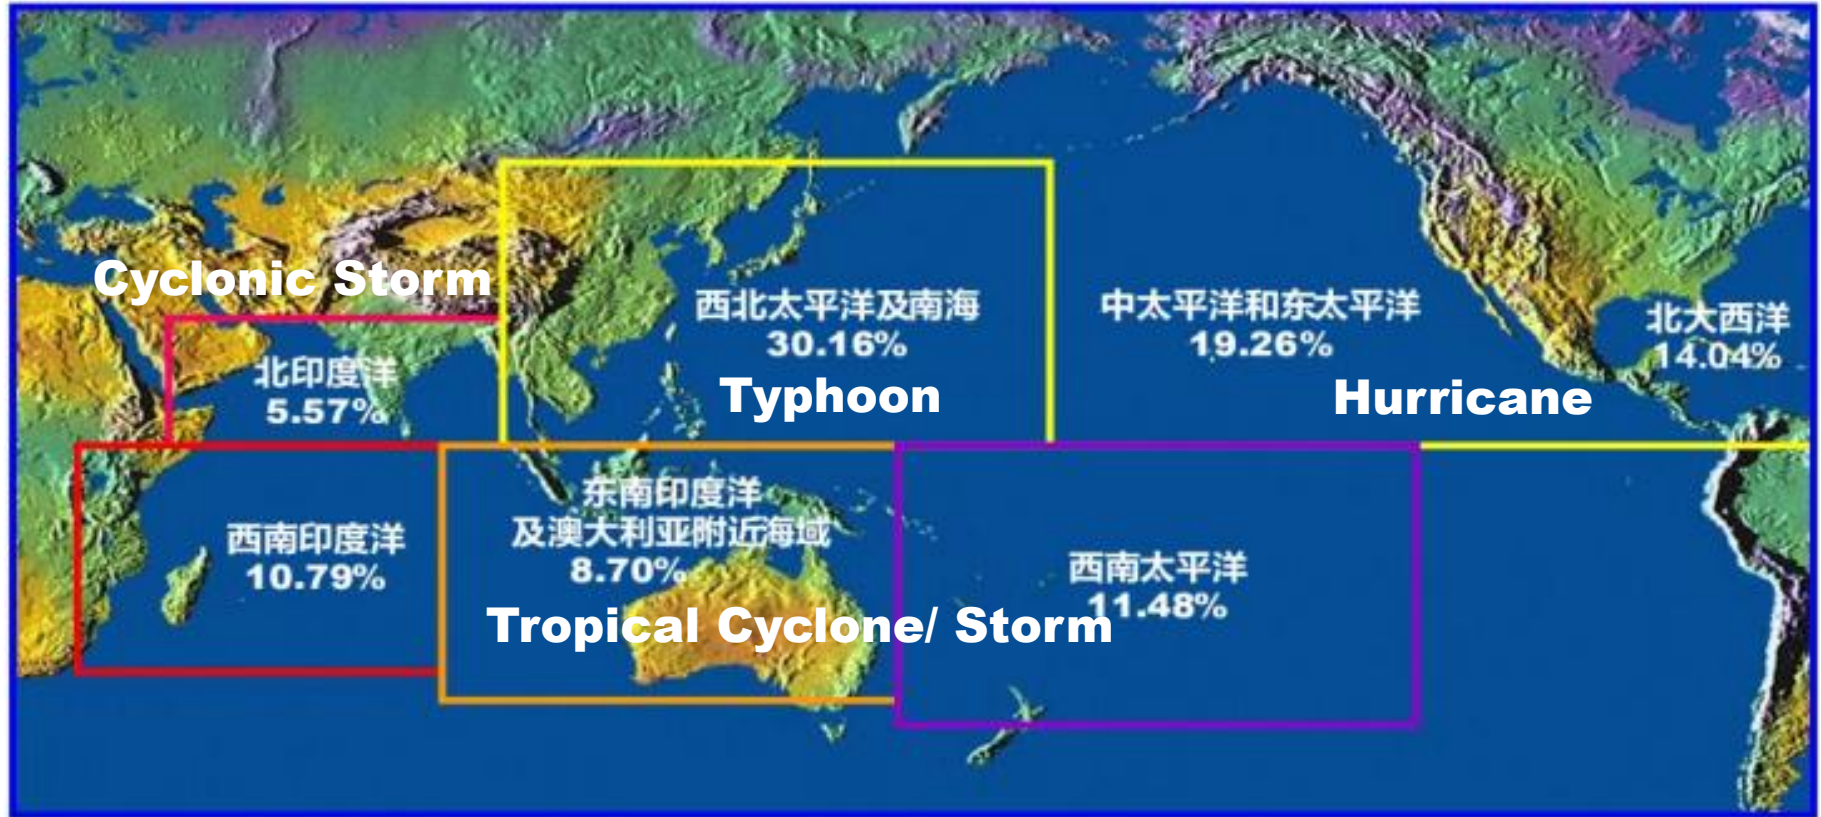 Cyclonic Storm
北印度洋
5.57%
西北太平洋及南海
30.16%
Typhoon
中太平洋和东太平洋
19.26%
Hurricane
北大西洋
14.04%
西南印度洋
10.79%
东南印度洋
及澳大利亚附近海域
8.70%
Tropical Cyclone/ Storm
西南太平洋
11.48%